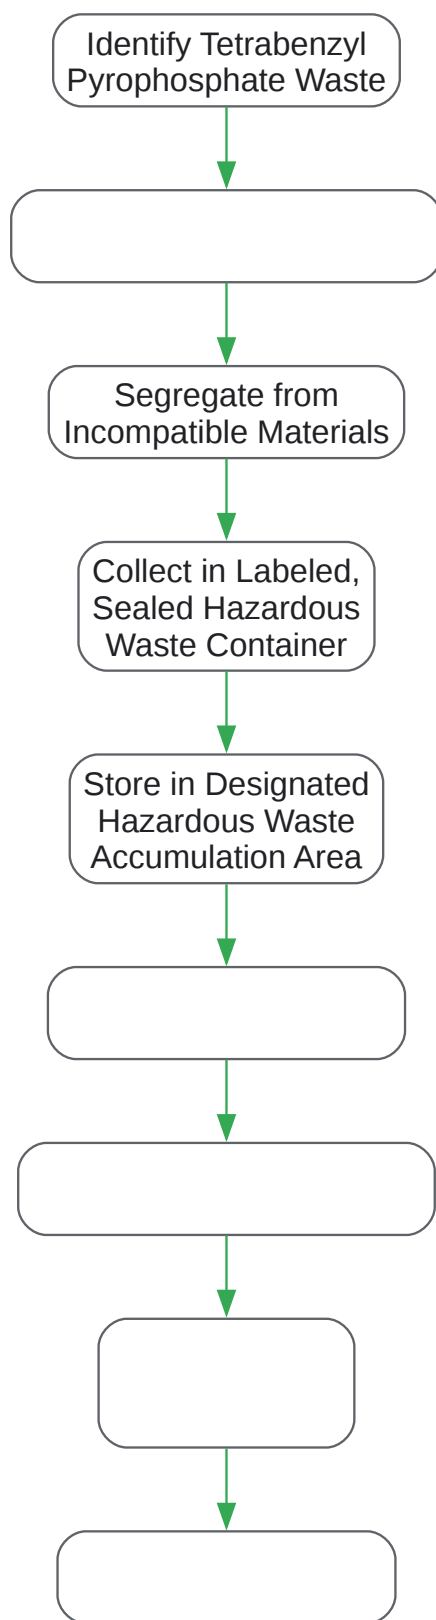 Identify Tetrabenzyl
Pyrophosphate Waste
Segregate from
Incompatible Materials
Collect in Labeled,
Sealed Hazardous
Waste Container
Store in Designated
Hazardous Waste
Accumulation Area